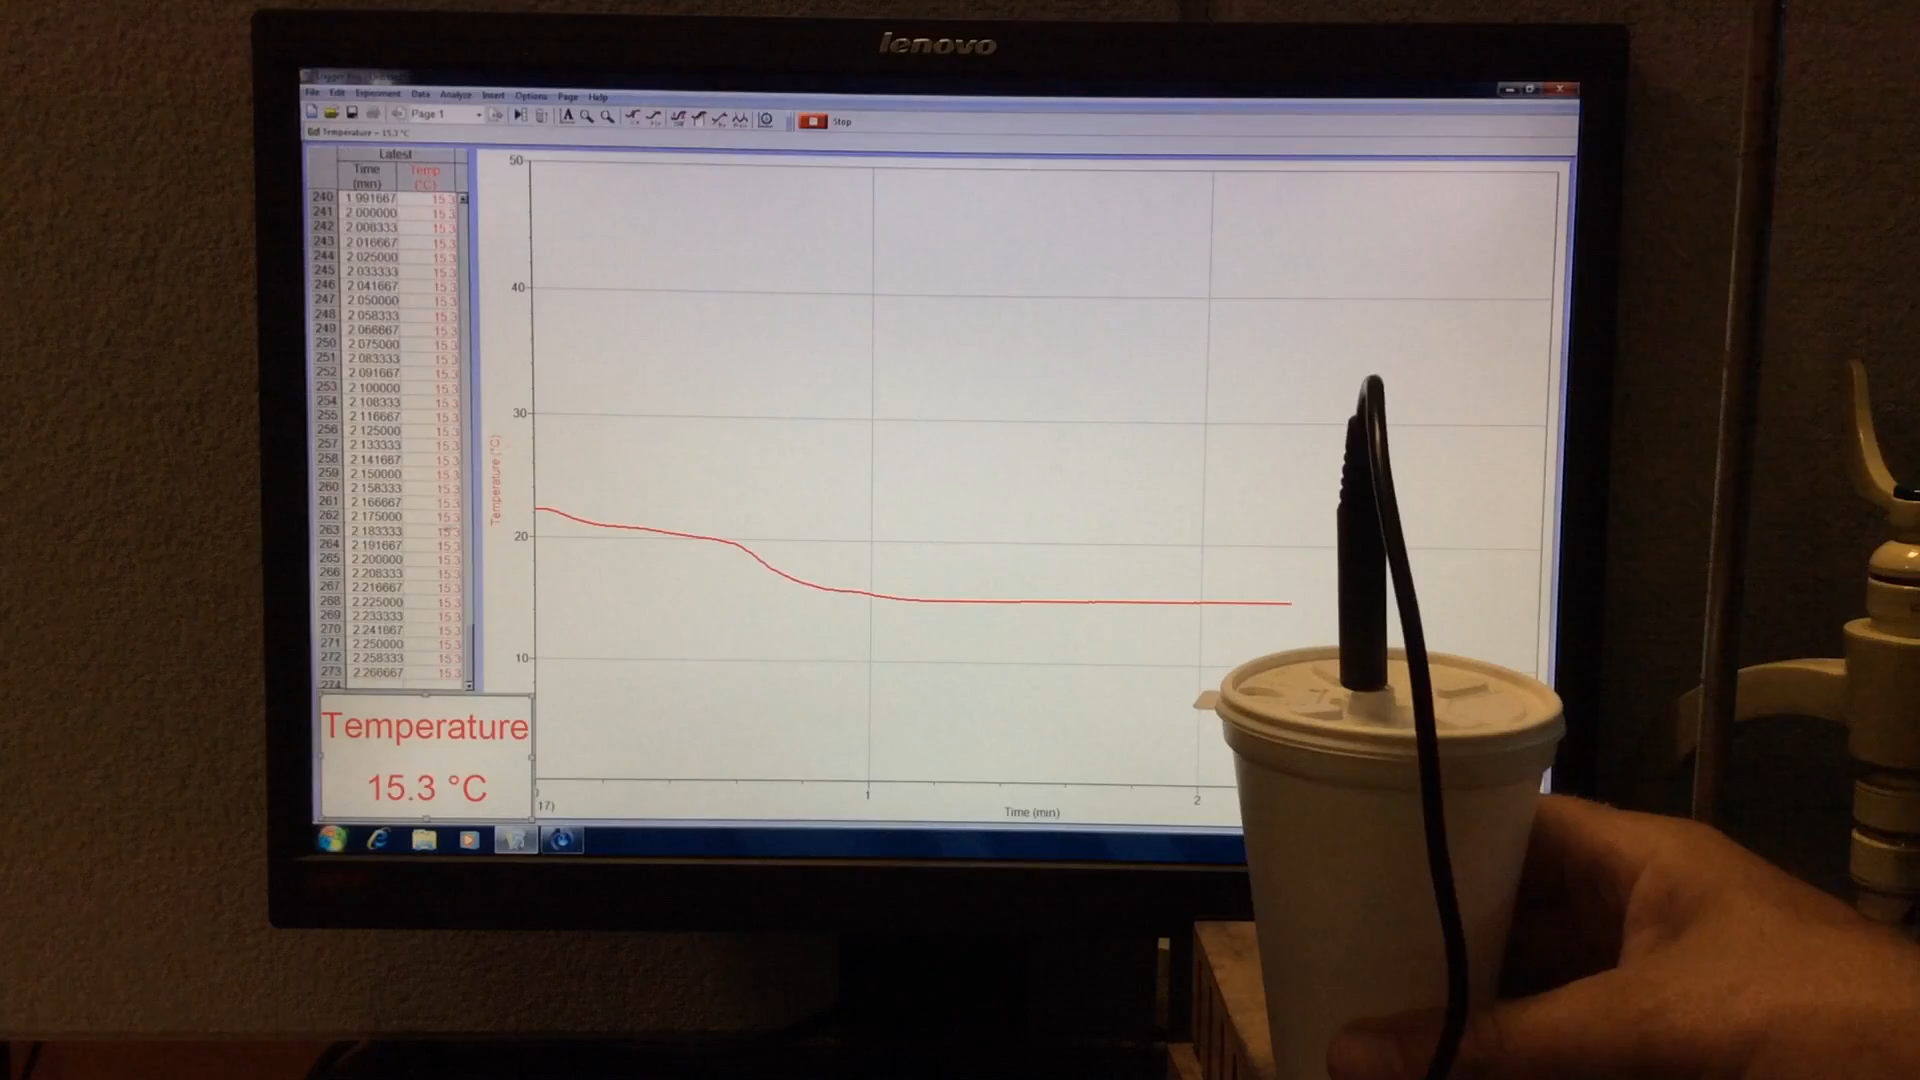 lenovo
File Edit Experiment Data Analyze Insert Options Page Help
Page 1
Stop
Temperature = 15.3 °C
Latest
Time Temp
(min) (°C)
240 1.991667 15.3
241 2.000000 15.3
242 2.008333 15.3
243 2.016667 15.3
244 2.025000 15.3
245 2.033333 15.3
246 2.041667 15.3
247 2.050000 15.3
248 2.058333 15.3
249 2.066667 15.3
250 2.075000 15.3
251 2.083333 15.3
252 2.091667 15.3
253 2.100000 15.3
254 2.108333 15.3
255 2.116667 15.3
256 2.125000 15.3
257 2.133333 15.3
258 2.141667 15.3
259 2.150000 15.3
260 2.158333 15.3
261 2.166667 15.3
262 2.175000 15.3
263 2.183333 15.3
264 2.191667 15.3
265 2.200000 15.3
266 2.208333 15.3
267 2.216667 15.3
268 2.225000 15.3
269 2.233333 15.3
270 2.241667 15.3
271 2.250000 15.3
272 2.258333 15.3
273 2.266667 15.3
274
Temperature
15.3 °C
50
40
30
20
10
Temperature (°C)
17)
1
2
Time (min)